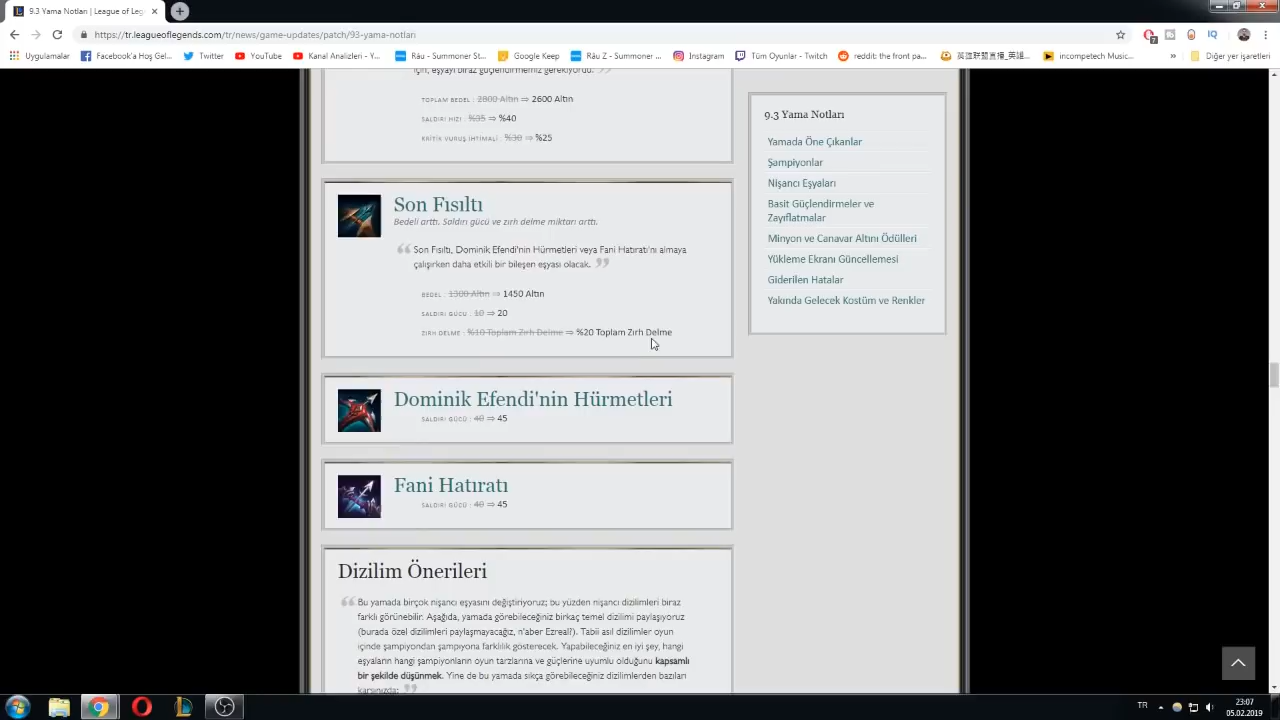 9.3 Yama Notları | League of Leg
https://tr.leagueoflegends.com/tr/news/game-updates/patch/93-yama-notlari
7
IQ
Uygulamalar
Facebook'a Hoş Gel...
Twitter
YouTube
Kanal Analizleri - Y...
Râu - Summoner St...
Google Keep
Râu Z - Summoner ...
Instagram
Tüm Oyunlar - Twitch
reddit: the front pa...
incompetech Music...
»
Diğer yer işaretleri
için, eşyayı biraz güçlendirmemiz gerekiyordu.
TOPLAM BEDEL : 2800 Altın ⇒ 2600 Altın
SALDIRI HIZI : %35 ⇒ %40
KRİTİK VURUŞ İHTİMALİ : %30 ⇒ %25
Son Fısıltı
Bedeli arttı. Saldırı gücü ve zırh delme miktarı arttı.
Son Fısıltı, Dominik Efendi'nin Hürmetleri veya Fani Hatıratı'nı almaya
çalışırken daha etkili bir bileşen eşyası olacak.
BEDEL : 1300 Altın ⇒ 1450 Altın
SALDIRI GÜCÜ : 10 ⇒ 20
ZIRH DELME : %10 Toplam Zırh Delme ⇒ %20 Toplam Zırh Delme
Dominik Efendi'nin Hürmetleri
SALDIRI GÜCÜ : 40 ⇒ 45
Fani Hatıratı
SALDIRI GÜCÜ : 40 ⇒ 45
Dizilim Önerileri
Bu yamada birçok nişancı eşyasını değiştiriyoruz; bu yüzden nişancı dizilimleri biraz
farklı görünebilir. Aşağıda, yamada görebileceğiniz birkaç temel dizilimi paylaşıyoruz
(burada özel dizilimleri paylaşmayacağız, n'aber Ezreal?). Tabii asıl dizilimler oyun
içinde şampiyondan şampiyona farklılık gösterecek. Yapabileceğiniz en iyi şey, hangi
eşyaların hangi şampiyonların oyun tarzlarına ve güçlerine uyumlu olduğunu kapsamlı
bir şekilde düşünmek. Yine de bu yamada sıkça görebileceğiniz dizilimlerden bazıları
karşınızda:
9.3 Yama Notları
Yamada Öne Çıkanlar
Şampiyonlar
Nişancı Eşyaları
Basit Güçlendirmeler ve
Zayıflatmalar
Minyon ve Canavar Altını Ödülleri
Yükleme Ekranı Güncellemesi
Giderilen Hatalar
Yakında Gelecek Kostüm ve Renkler
TR
23:07
05.02.2019